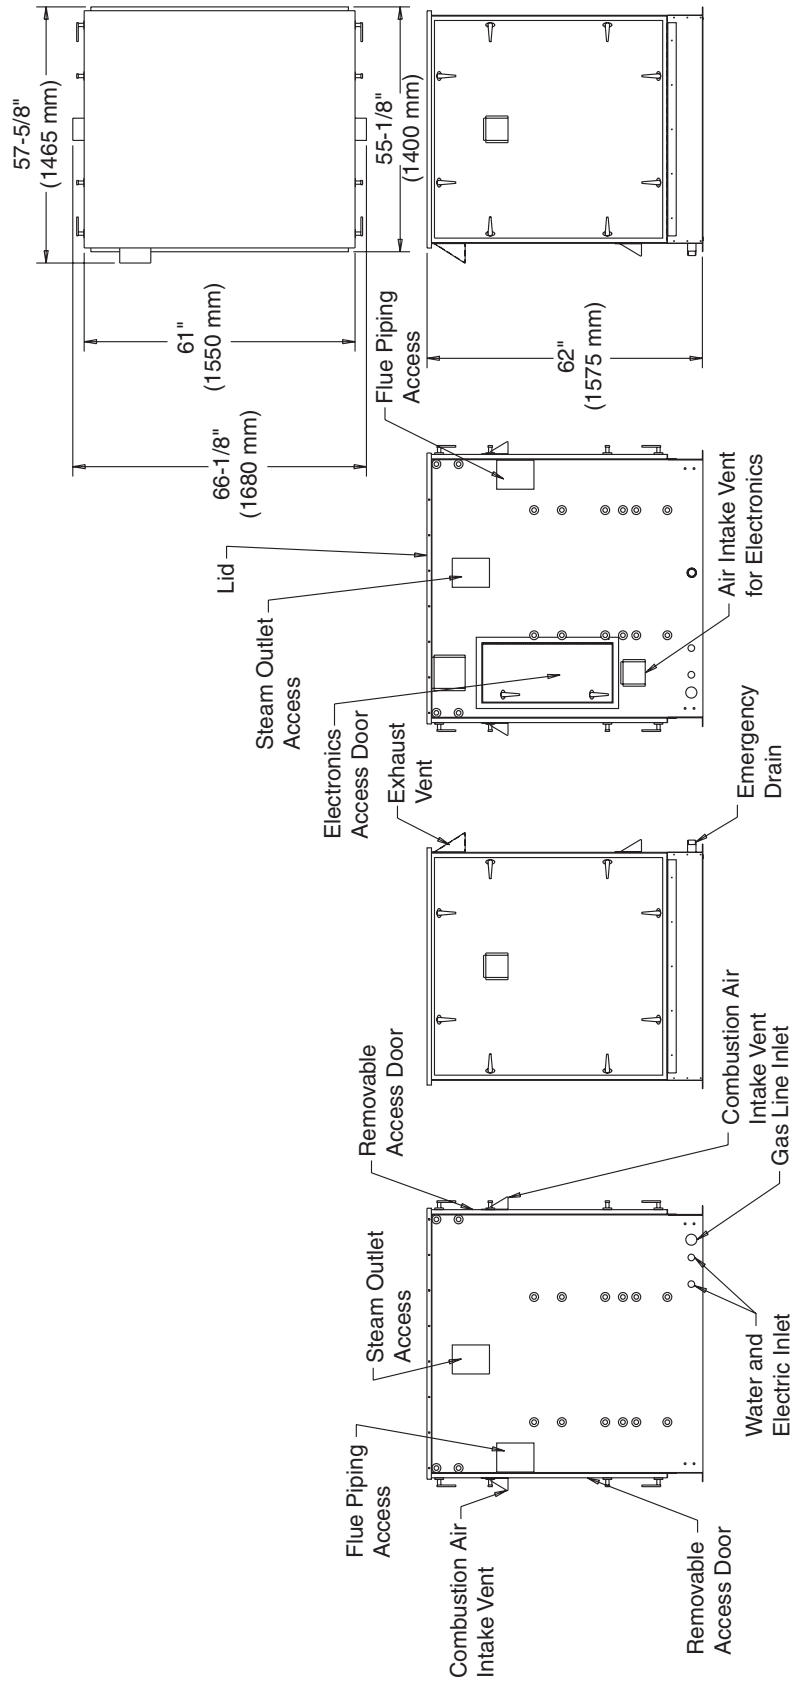 57-5/8"
(1465 mm)
55-1/8"
(1400 mm)
61"
(1550 mm)
66-1/8"
(1680 mm)
62"
(1575 mm)
Flue Piping
Access
Lid
Steam Outlet
Access
Electronics
Access Door
Exhaust
Vent
Air Intake Vent
for Electronics
Emergency
Drain
Removable
Access Door
Combustion Air
Intake Vent
Gas Line Inlet
Steam Outlet
Access
Flue Piping
Access
Water and
Electric Inlet
Combustion Air
Intake Vent
Removable
Access Door